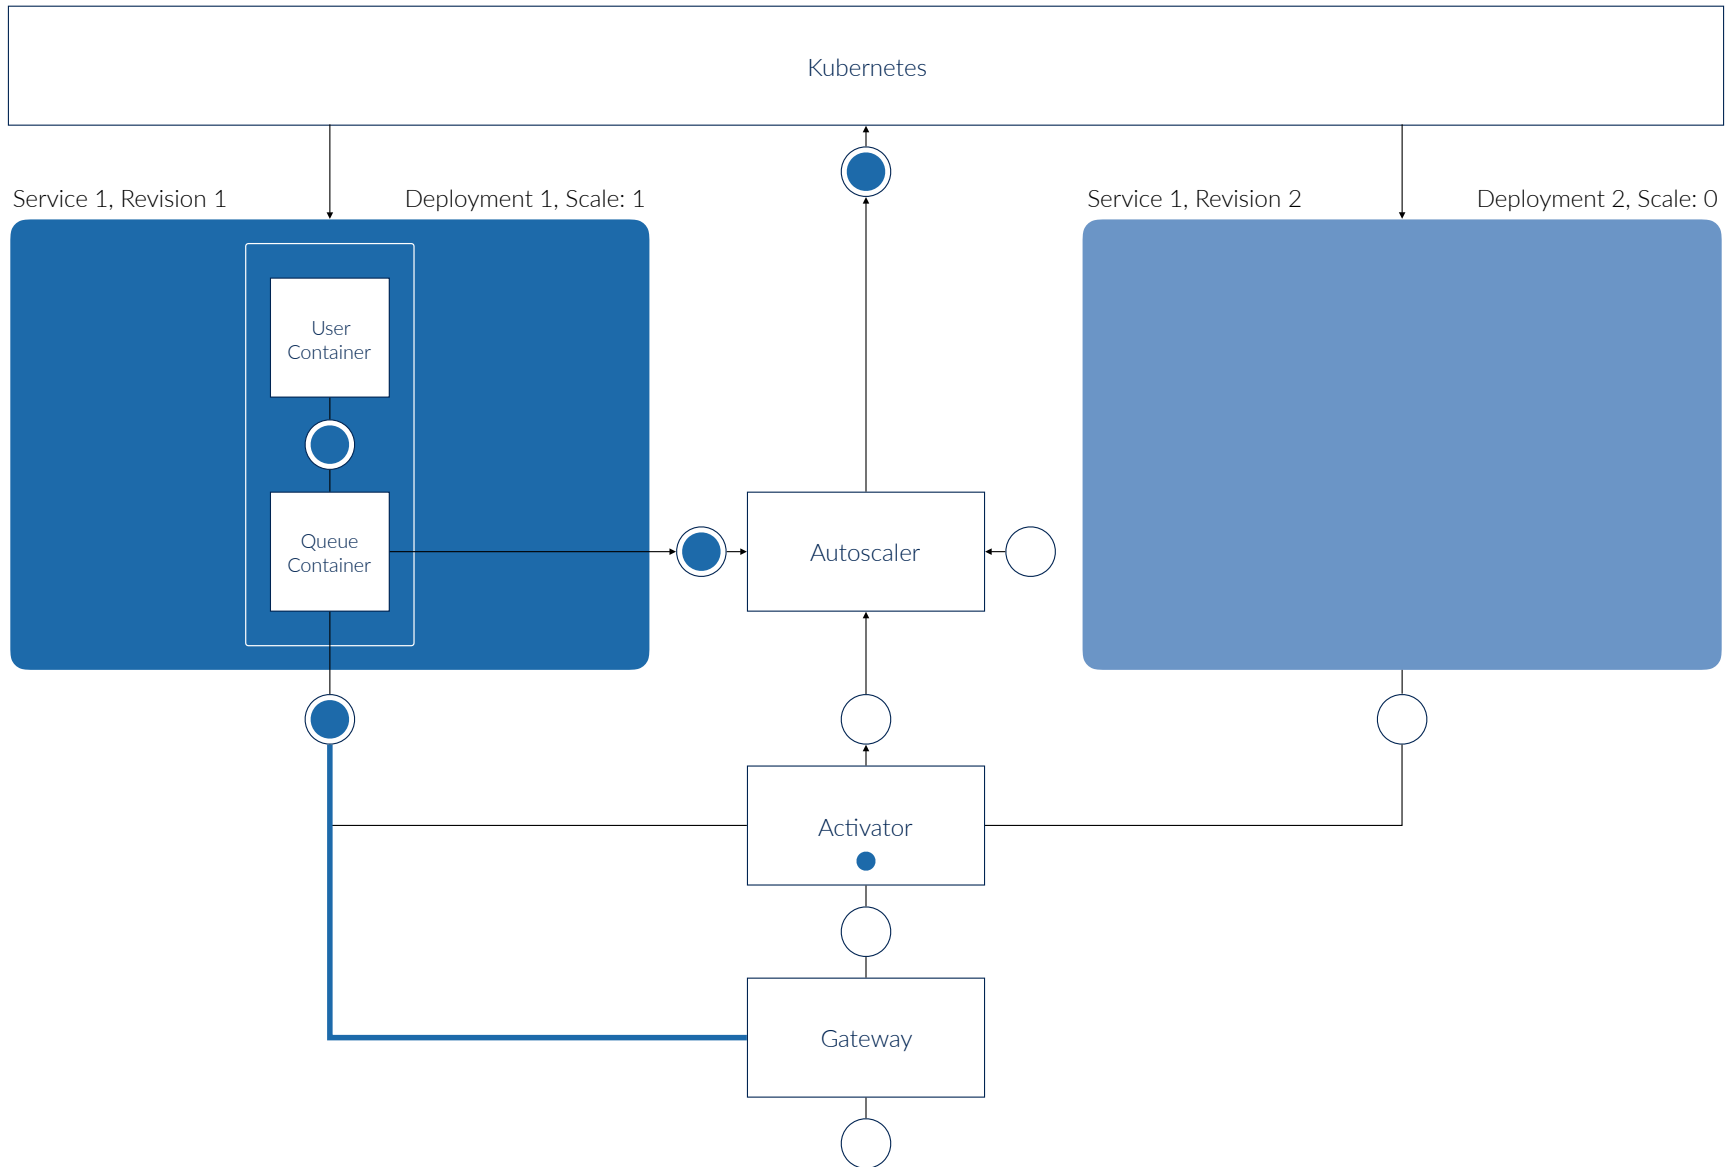 Kubernetes
Service 1, Revision 1
Deployment 1, Scale: 1
Service 1, Revision 2
Deployment 2, Scale: 0
User
Container
Queue
Container
Autoscaler
Activator
Gateway